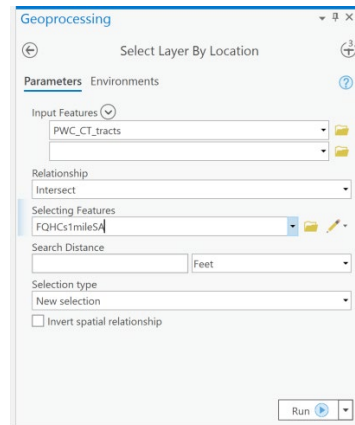 Geoprocessing
Select Layer By Location
3
Parameters Environments
Input Features
PWC_CT_tracts
Relationship
Intersect
Selecting Features
FQHCs1mileSA
Search Distance
Feet
Selection type
New selection
Invert spatial relationship
Run